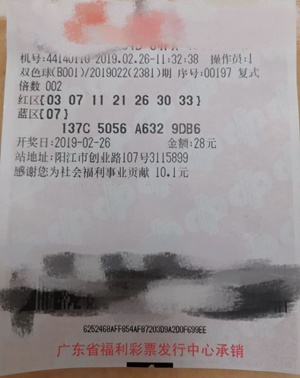 机号:44140110 2019.02.26-11:32:38 操作员:1
双色球(B001)/2019022(2381)期 序号:00197 复式
倍数 002
红区{03 07 11 21 26 30 33}
蓝区{07}
137C 5056 A632 9DB6
开奖日:2019-02-26 金额:28元
站地址:阳江市创业路107号3115899
感谢您为社会福利事业贡献 10.1元
6252468AFF854AF87203D9A2D0F699EE
广东省福利彩票发行中心承销